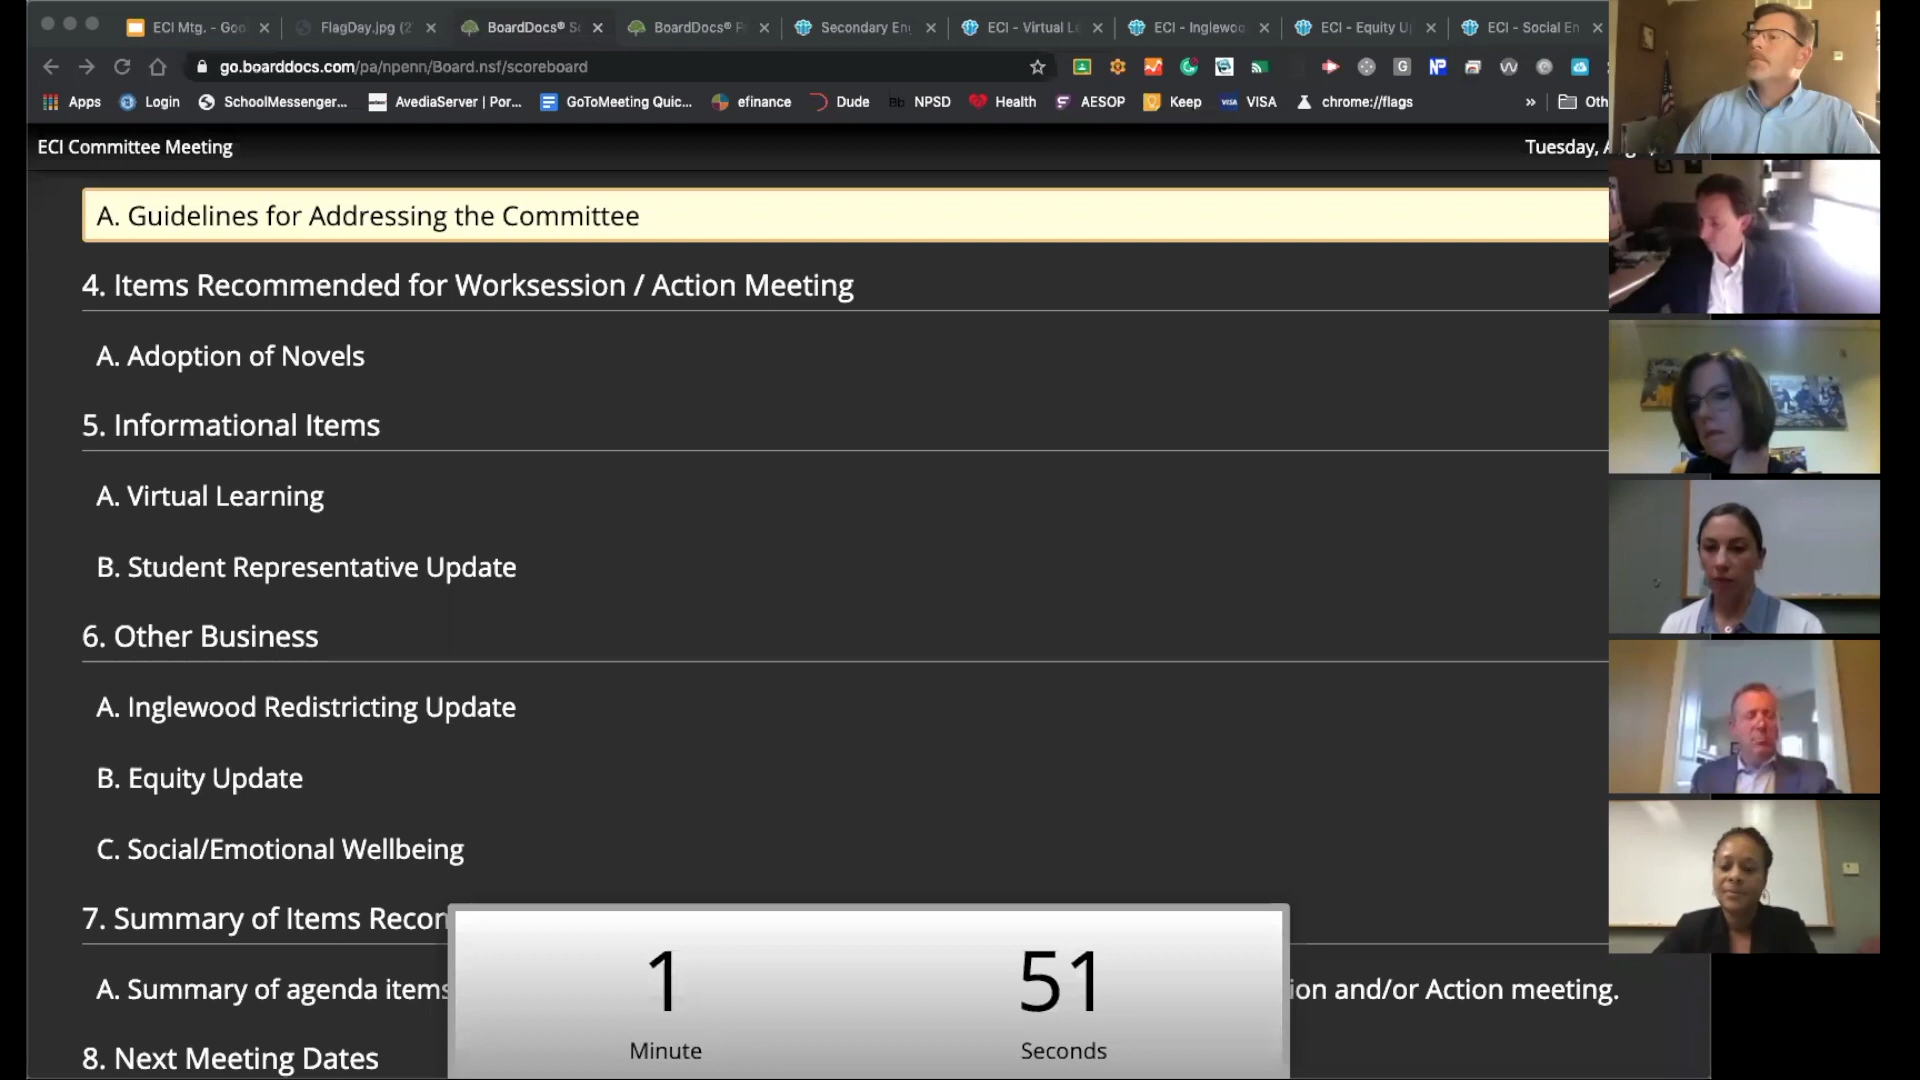 ECI Mtg. - Goo
FlagDay.jpg (2
BoardDocs® S
BoardDocs® P
Secondary En
ECI - Virtual L
ECI - Inglewoo
ECI - Equity U
ECI - Social En
go.boarddocs.com/pa/npenn/Board.nsf/scoreboard
Apps Login SchoolMessenger... AvediaServer | Por... GoToMeeting Quic... efinance Dude Bb NPSD Health AESOP Keep VISA VISA chrome://flags » Oth
ECI Committee Meeting
Tuesday,
A. Guidelines for Addressing the Committee
4. Items Recommended for Worksession / Action Meeting
A. Adoption of Novels
5. Informational Items
A. Virtual Learning
B. Student Representative Update
6. Other Business
A. Inglewood Redistricting Update
B. Equity Update
C. Social/Emotional Wellbeing
7. Summary of Items Recon
A. Summary of agenda items
ion and/or Action meeting.
1 51
Minute Seconds
8. Next Meeting Dates